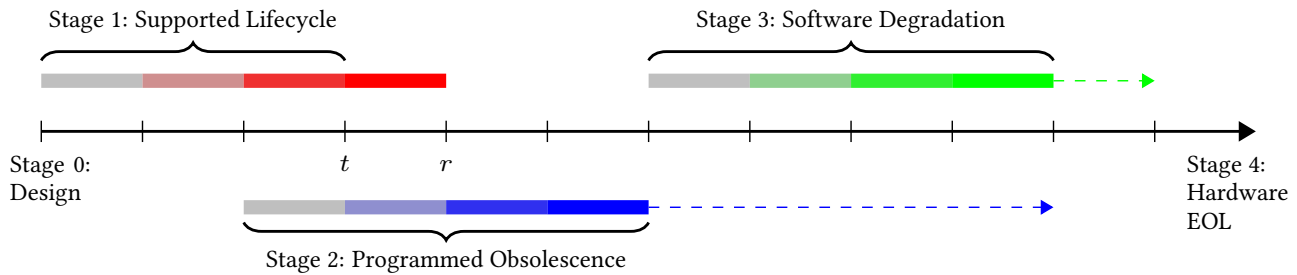 Stage 1: Supported Lifecycle
Stage 3: Software Degradation
Stage 0:
Design
t
r
Stage 4:
Hardware
EOL
Stage 2: Programmed Obsolescence